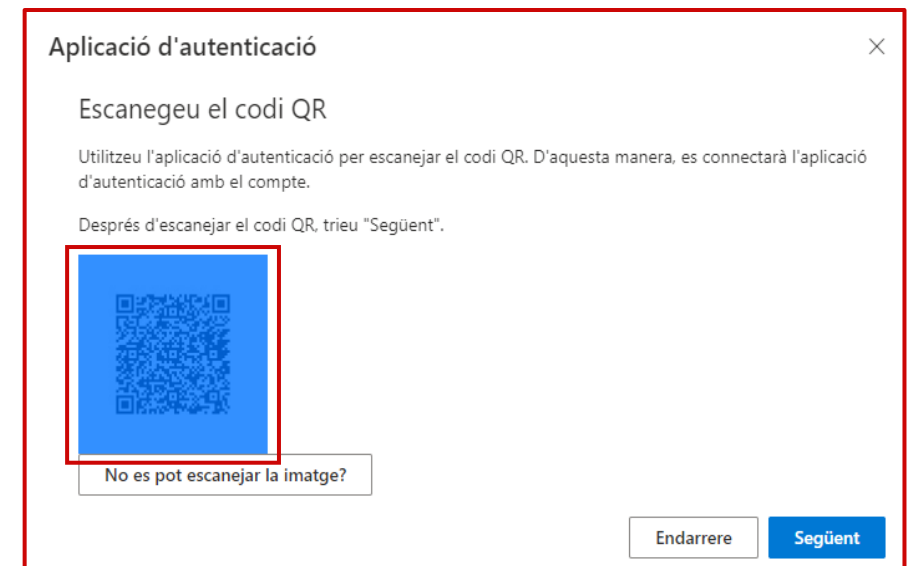 Aplicació d'autenticació
Escanegeu el codi QR
Utilitzeu l'aplicació d'autenticació per escanejar el codi QR. D'aquesta manera, es connectarà l'aplicació
d'autenticació amb el compte.
Després d'escanejar el codi QR, trieu "Següent".
No es pot escanejar la imatge?
Endarrere
Següent